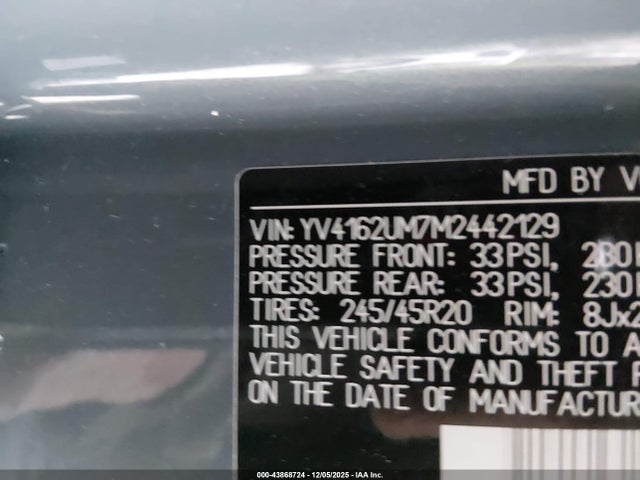 MFD BY
VIN: YV4162UM7M2442129
PRESSURE FRONT: 33PSI,
PRESSURE REAR: 33PSI, 230
TIRES: 245/45R20 RIM:
THIS VEHICLE CONFORMS TO
VEHICLE SAFETY AND THEFT
ON THE DATE OF
000-43868724 - 12/05/2025 - IAA Inc.